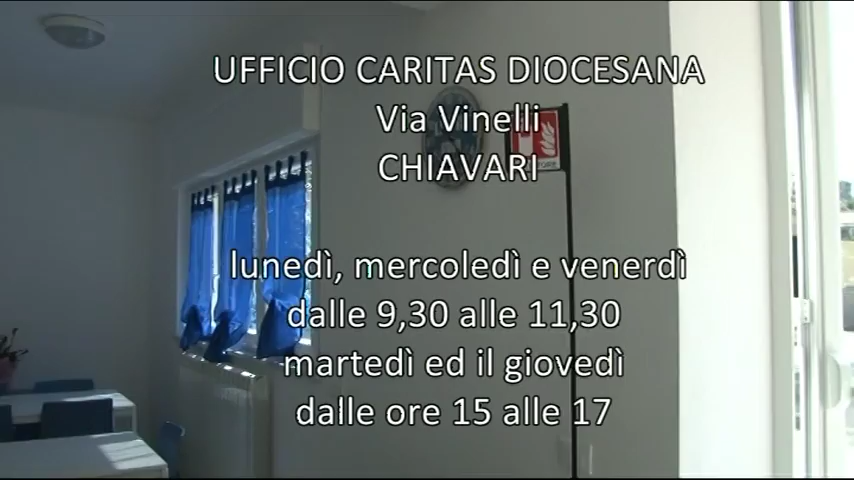 UFFICIO CARITAS DIOCESANA
Via Vinelli
CHIAVARI
lunedì, mercoledì e venerdì
dalle 9,30 alle 11,30
martedì ed il giovedì
dalle ore 15 alle 17